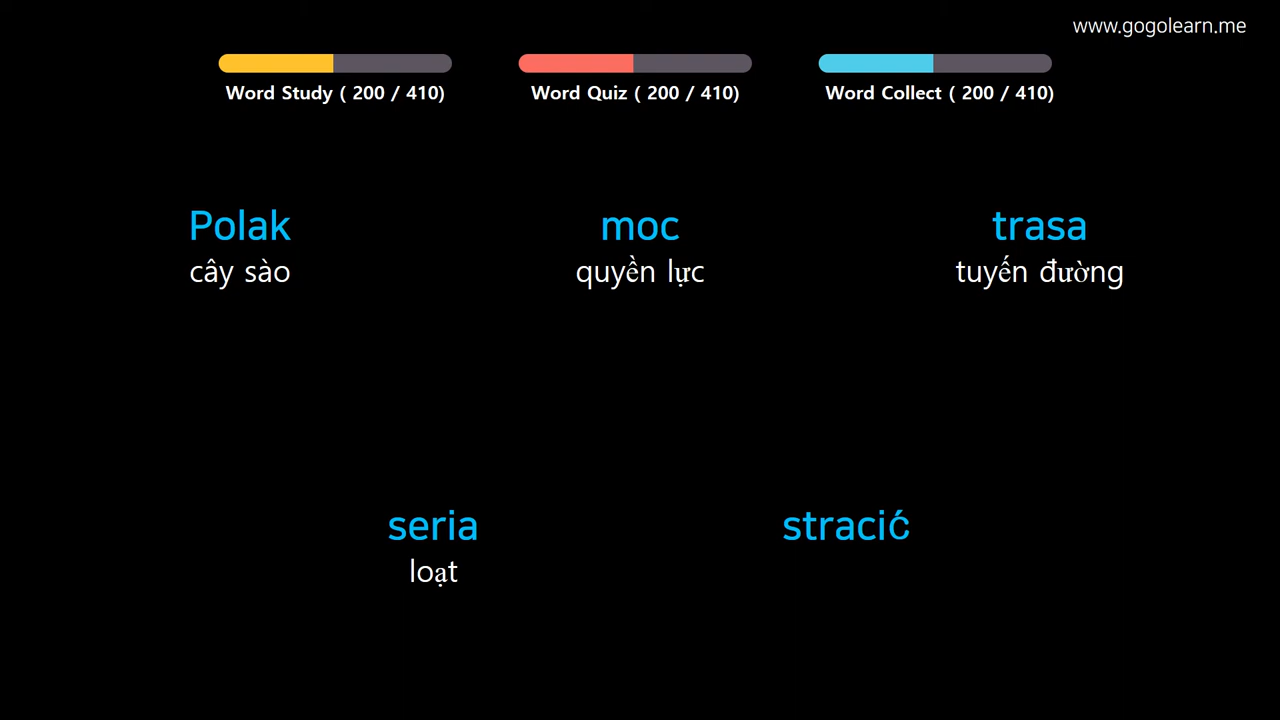 www.gogolearn.me
Word Study ( 200 / 410)
Word Quiz ( 200 / 410)
Word Collect ( 200 / 410)
Polak
cây sào
moc
quyền lực
trasa
tuyến đường
seria
loạt
stracić